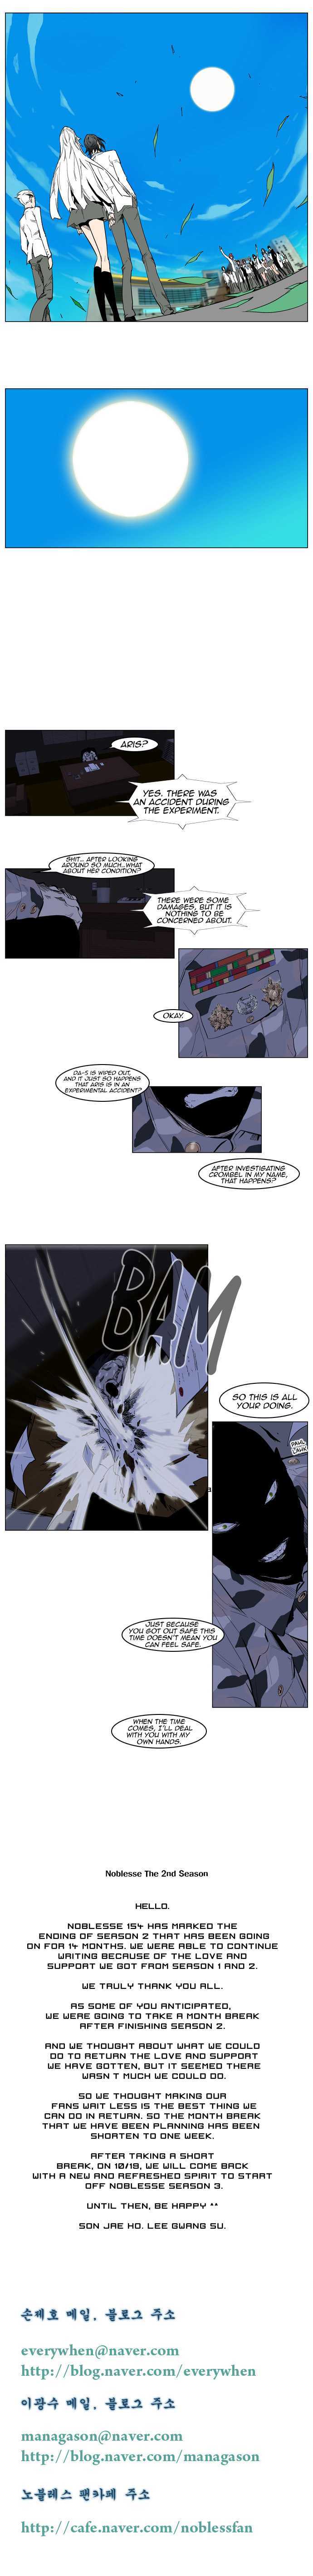 ARIS?
YES. THERE WAS
AN ACCIDENT DURING
THE EXPERIMENT.
SHIT... AFTER LOOKING
AROUND SO MUCH...WHAT
ABOUT HER CONDITION?
THERE WERE SOME
DAMAGES, BUT IT IS
NOTHING TO BE
CONCERNED ABOUT.
OKAY.
DA-5 IS WIPED OUT,
AND IT JUST SO HAPPENS
THAT ARIS IS IN AN
EXPERIMENTAL ACCIDENT?
AFTER INVESTIGATING
CROMBEL IN MY NAME,
THAT HAPPENS?
BAM
SO THIS IS ALL
YOUR DOING.
JUST BECAUSE
YOU GOT OUT SAFE THIS
TIME DOESN'T MEAN YOU
CAN FEEL SAFE.
WHEN THE TIME
COMES, I'LL DEAL
WITH YOU WITH MY
OWN HANDS.
Noblesse The 2nd Season
HELLO.
NOBLESSE 154 HAS MARKED THE
ENDING OF SEASON 2 THAT HAS BEEN GOING
ON FOR 14 MONTHS. WE WERE ABLE TO CONTINUE
WRITING BECAUSE OF THE LOVE AND
SUPPORT WE GOT FROM SEASON 1 AND 2.
WE TRULY THANK YOU ALL.
AS SOME OF YOU ANTICIPATED,
WE WERE GOING TO TAKE A MONTH BREAK
AFTER FINISHING SEASON 2.
AND WE THOUGHT ABOUT WHAT WE COULD
DO TO RETURN THE LOVE AND SUPPORT
WE HAVE GOTTEN, BUT IT SEEMED THERE
WASN T MUCH WE COULD DO.
SO WE THOUGHT MAKING OUR
FANS WAIT LESS IS THE BEST THING WE
CAN DO IN RETURN. SO THE MONTH BREAK
THAT WE HAVE BEEN PLANNING HAS BEEN
SHORTEN TO ONE WEEK.
AFTER TAKING A SHORT
BREAK, ON 10/19, WE WILL COME BACK
WITH A NEW AND REFRESHED SPIRIT TO START
OFF NOBLESSE SEASON 3.
UNTIL THEN, BE HAPPY ^^
SON JAE HO. LEE GWANG SU.
손제호 메일, 블로그 주소
everywhen@naver.com
http://blog.naver.com/everywhen
이광수 메일, 블로그 주소
managason@naver.com
http://blog.naver.com/managason
노블레스 팬카페 주소
http://cafe.naver.com/noblessfan